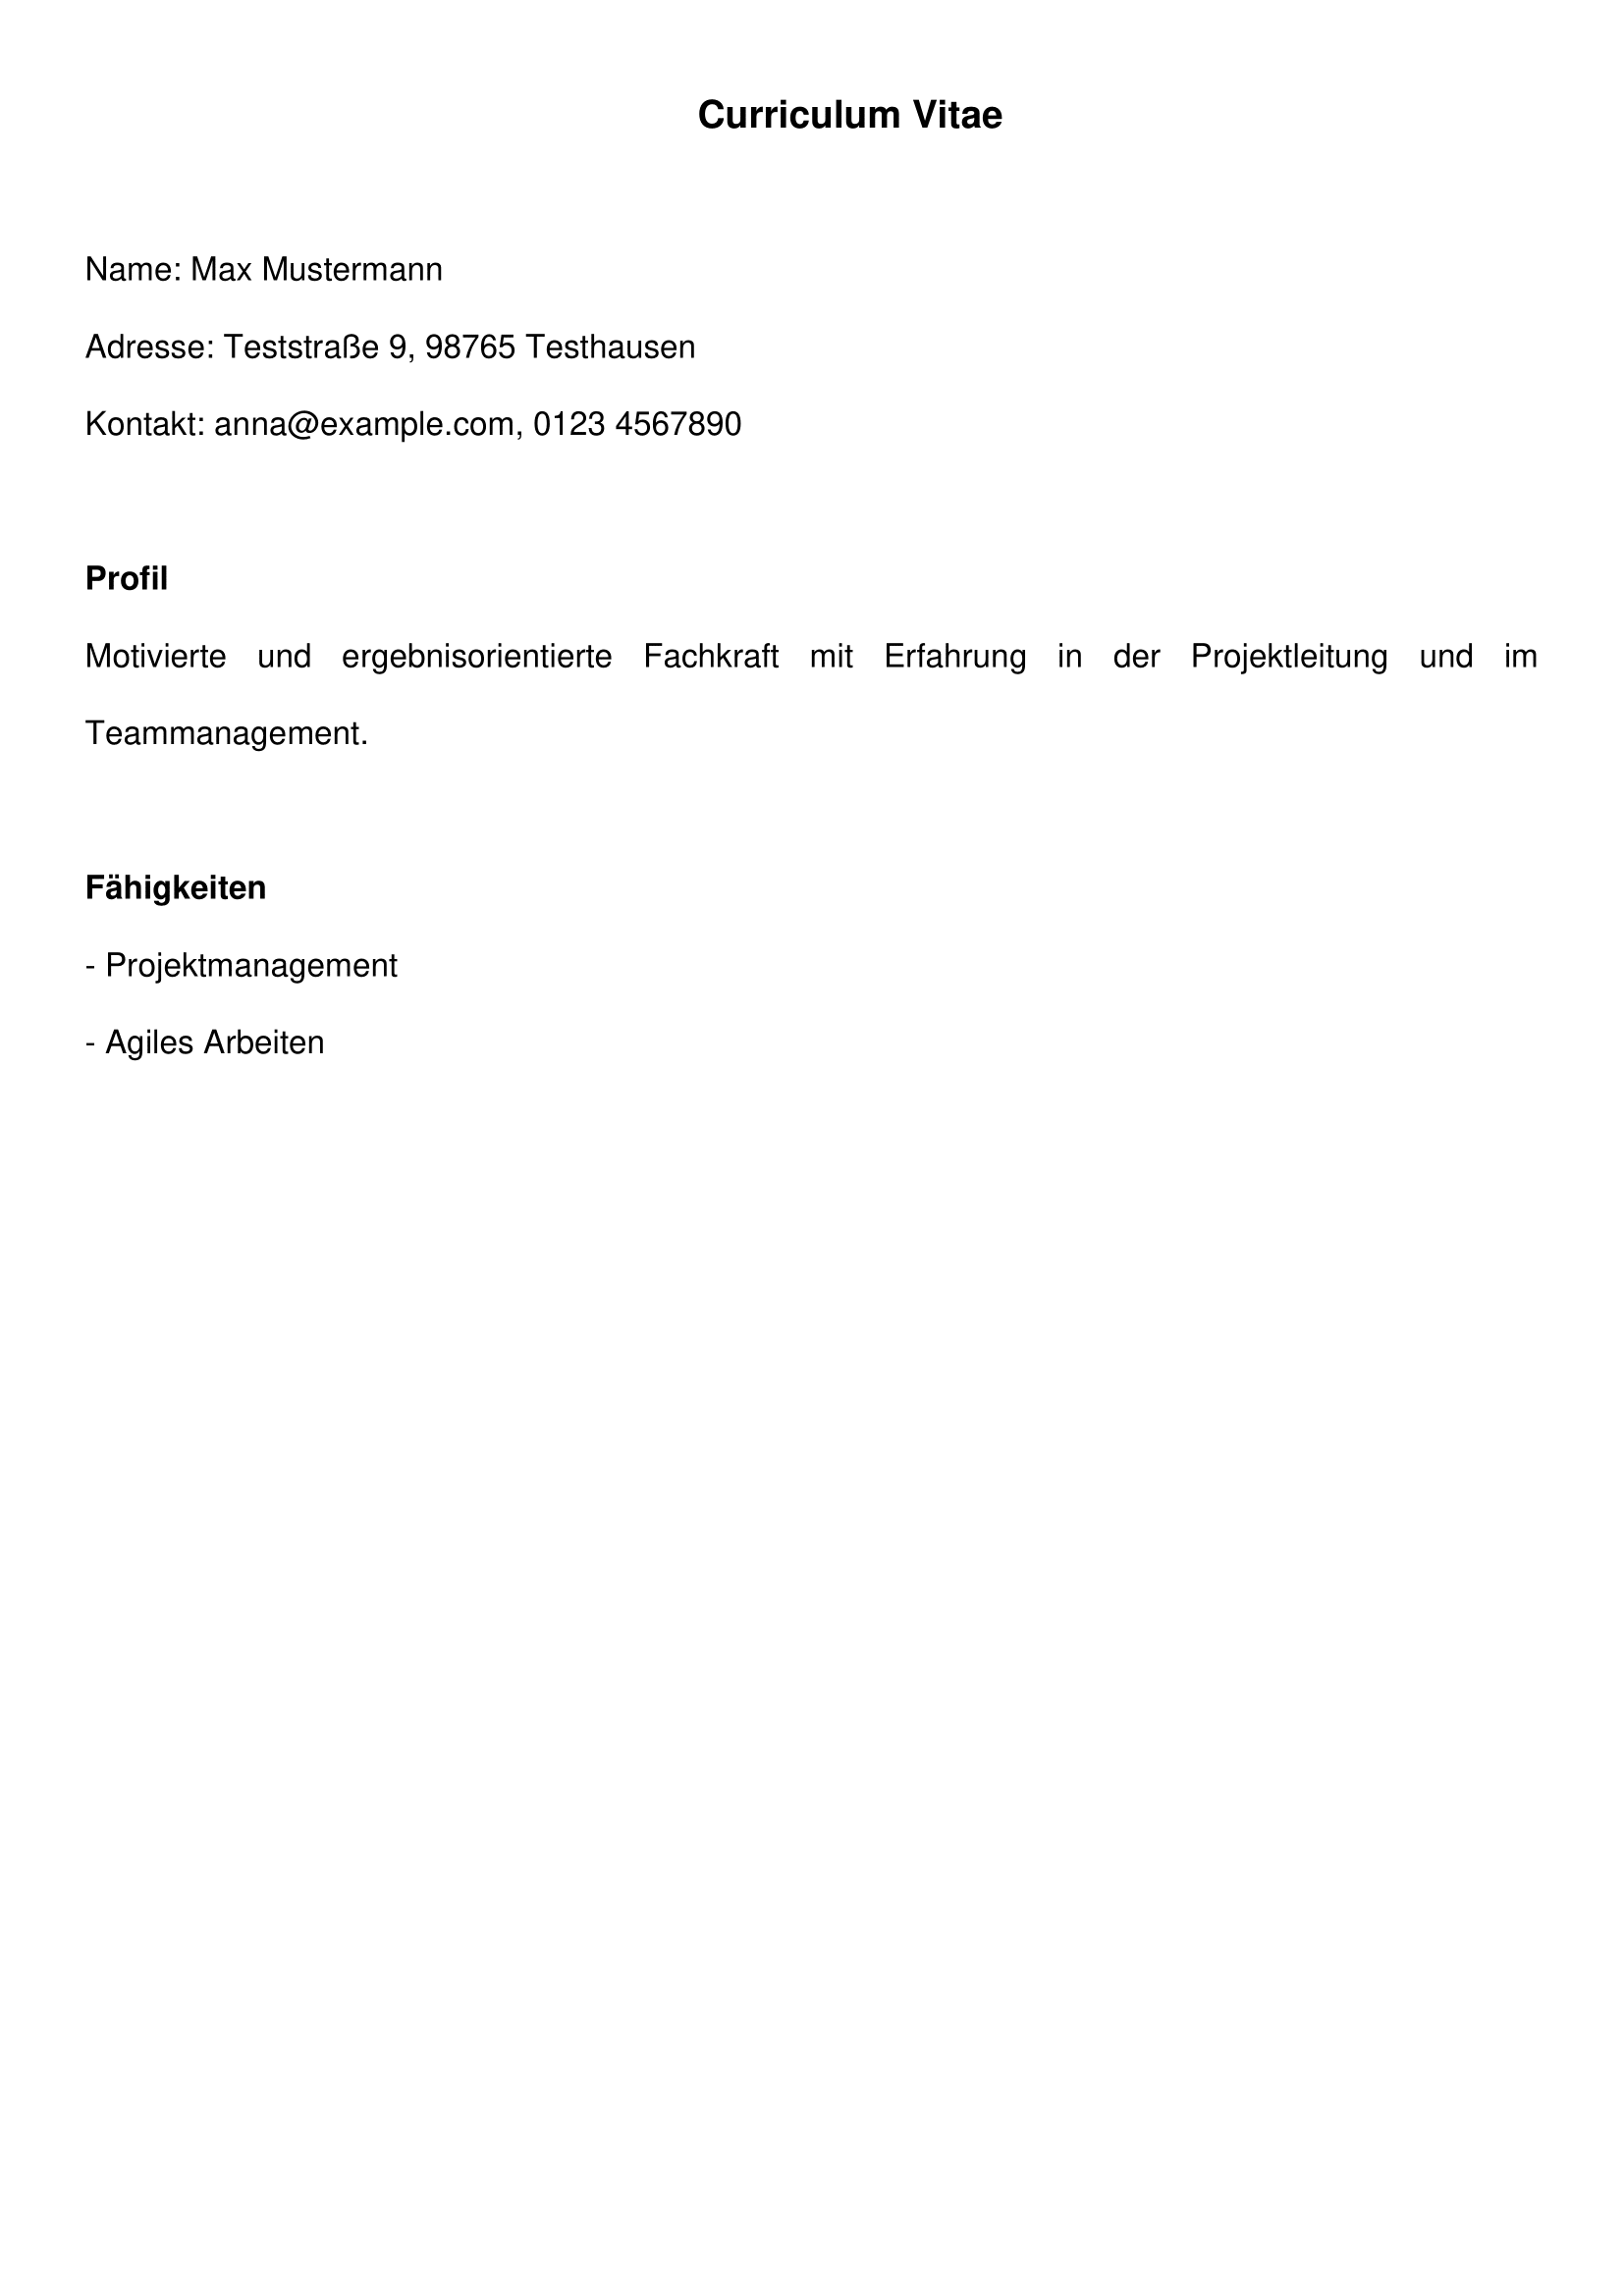 Curriculum Vitae
Name: Max Mustermann
Adresse: Teststraße 9, 98765 Testhausen
Kontakt: anna@example.com, 0123 4567890
Profil
Motivierte und ergebnisorientierte Fachkraft mit Erfahrung in der Projektleitung und im
Teammanagement.
Fähigkeiten
- Projektmanagement
- Agiles Arbeiten